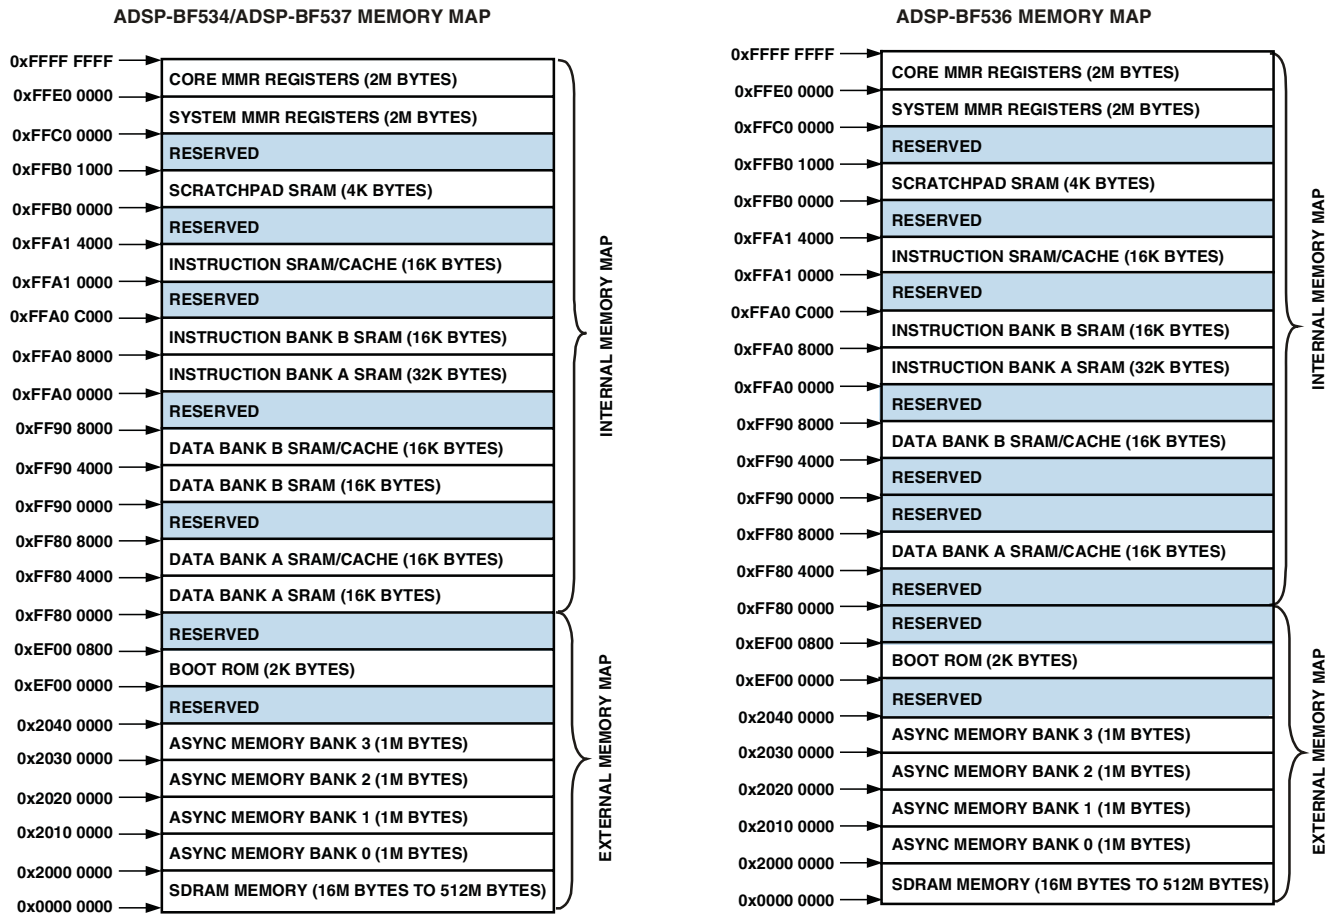 ADSP-BF534/ADSP-BF537 MEMORY MAP
0xFFFF FFFF
CORE MMR REGISTERS (2M BYTES)
0xFFE0 0000
SYSTEM MMR REGISTERS (2M BYTES)
0xFFC0 0000
RESERVED
0xFFB0 1000
SCRATCHPAD SRAM (4K BYTES)
0xFFB0 0000
RESERVED
0xFFA1 4000
INSTRUCTION SRAM/CACHE (16K BYTES)
0xFFA1 0000
RESERVED
0xFFA0 C000
INSTRUCTION BANK B SRAM (16K BYTES)
0xFFA0 8000
INSTRUCTION BANK A SRAM (32K BYTES)
0xFFA0 0000
RESERVED
0xFF90 8000
DATA BANK B SRAM/CACHE (16K BYTES)
0xFF90 4000
DATA BANK B SRAM (16K BYTES)
0xFF90 0000
RESERVED
0xFF80 8000
DATA BANK A SRAM/CACHE (16K BYTES)
0xFF80 4000
DATA BANK A SRAM (16K BYTES)
0xFF80 0000
RESERVED
0xEF00 0800
BOOT ROM (2K BYTES)
0xEF00 0000
RESERVED
0x2040 0000
ASYNC MEMORY BANK 3 (1M BYTES)
0x2030 0000
ASYNC MEMORY BANK 2 (1M BYTES)
0x2020 0000
ASYNC MEMORY BANK 1 (1M BYTES)
0x2010 0000
ASYNC MEMORY BANK 0 (1M BYTES)
0x2000 0000
SDRAM MEMORY (16M BYTES TO 512M BYTES)
0x0000 0000
INTERNAL MEMORY MAP
EXTERNAL MEMORY MAP
ADSP-BF536 MEMORY MAP
0xFFFF FFFF
CORE MMR REGISTERS (2M BYTES)
0xFFE0 0000
SYSTEM MMR REGISTERS (2M BYTES)
0xFFC0 0000
RESERVED
0xFFB0 1000
SCRATCHPAD SRAM (4K BYTES)
0xFFB0 0000
RESERVED
0xFFA1 4000
INSTRUCTION SRAM/CACHE (16K BYTES)
0xFFA1 0000
RESERVED
0xFFA0 C000
INSTRUCTION BANK B SRAM (16K BYTES)
0xFFA0 8000
INSTRUCTION BANK A SRAM (32K BYTES)
0xFFA0 0000
RESERVED
0xFF90 8000
DATA BANK B SRAM/CACHE (16K BYTES)
0xFF90 4000
RESERVED
0xFF90 0000
RESERVED
0xFF80 8000
DATA BANK A SRAM/CACHE (16K BYTES)
0xFF80 4000
RESERVED
0xFF80 0000
RESERVED
0xEF00 0800
BOOT ROM (2K BYTES)
0xEF00 0000
RESERVED
0x2040 0000
ASYNC MEMORY BANK 3 (1M BYTES)
0x2030 0000
ASYNC MEMORY BANK 2 (1M BYTES)
0x2020 0000
ASYNC MEMORY BANK 1 (1M BYTES)
0x2010 0000
ASYNC MEMORY BANK 0 (1M BYTES)
0x2000 0000
SDRAM MEMORY (16M BYTES TO 512M BYTES)
0x0000 0000
INTERNAL MEMORY MAP
EXTERNAL MEMORY MAP